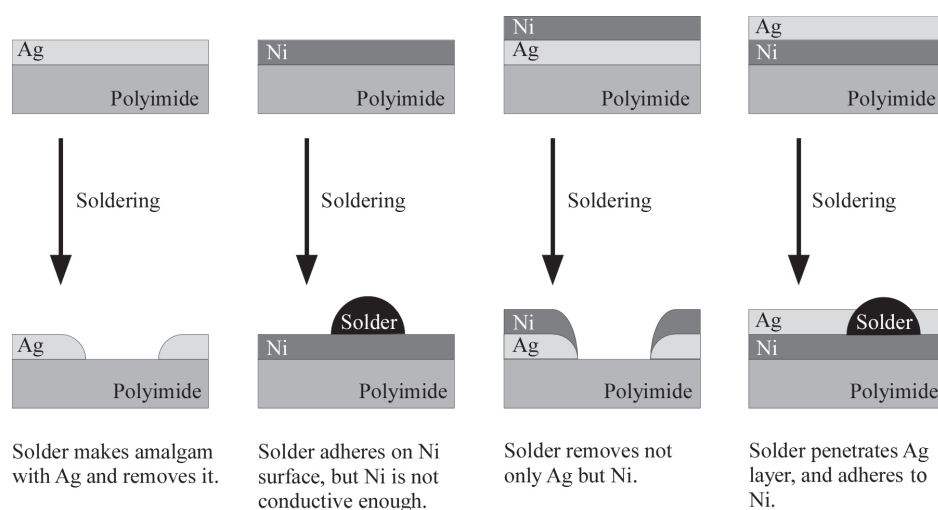 Ag
Polyimide
Ni
Polyimide
Ni
Ag
Polyimide
Ag
Ni
Polyimide
Soldering
Soldering
Soldering
Soldering
Ag
Polyimide
Solder
Ni
Polyimide
Ni
Ag
Polyimide
Ag
Solder
Ni
Polyimide
Solder makes amalgam
with Ag and removes it.
Solder adheres on Ni
surface, but Ni is not
conductive enough.
Solder removes not
only Ag but Ni.
Solder penetrates Ag
layer, and adheres to
Ni.